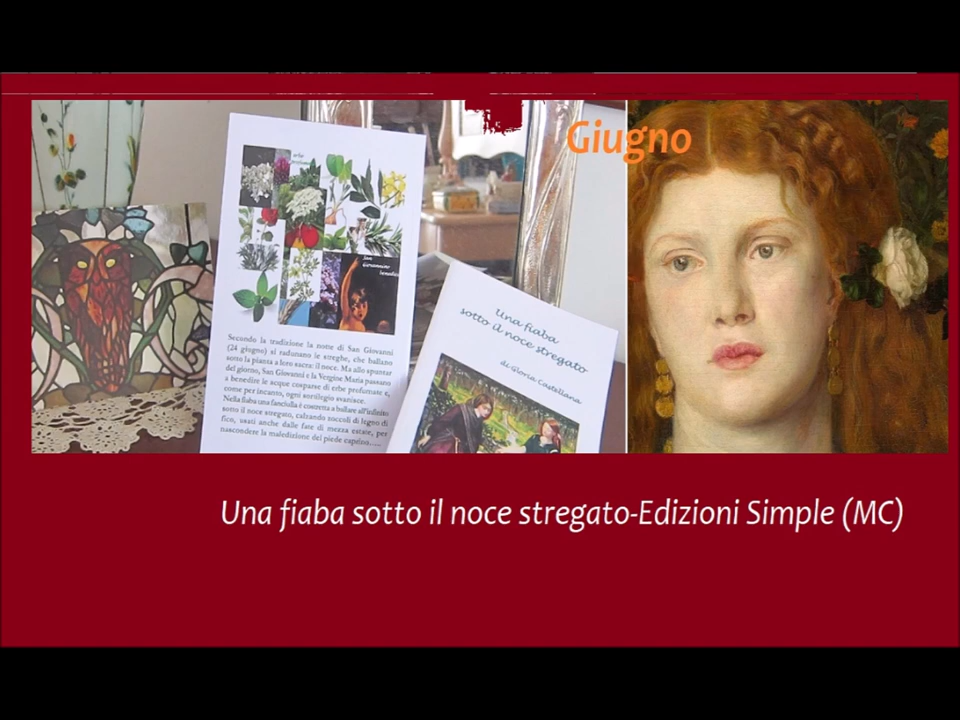 Giugno
erbe
profumo
San
Giovannino
Secondo la tradizione la notte di San Giovanni
(24 giugno) si radunano le streghe, che ballano
sotto la pianta a loro sacra: il noce. Ma allo spuntar
del giorno, San Giovanni e la Vergine Maria passano
a benedire le acque cosparse di erbe profumate e,
come per incanto, ogni sortilegio svanisce.
Nella fiaba una fanciulla è costretta a ballare all'infinito
sotto il noce stregato, calzando zoccoli di legno di
fico, usati anche dalle fate di mezza estate, per
nascondere la maledizione del piede caprino....
Una fiaba
sotto il noce stregato
di Gloria Castellana
Una fiaba sotto il noce stregato-Edizioni Simple (MC)